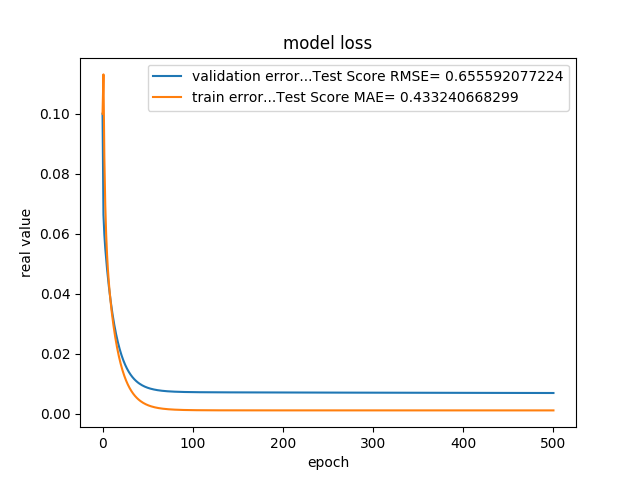 model loss
validation error...Test Score RMSE= 0.655592077224
train error...Test Score MAE= 0.433240668299
0.10
0.08
0.06
0.04
0.02
0.00
real value
0 100 200 300 400 500
epoch